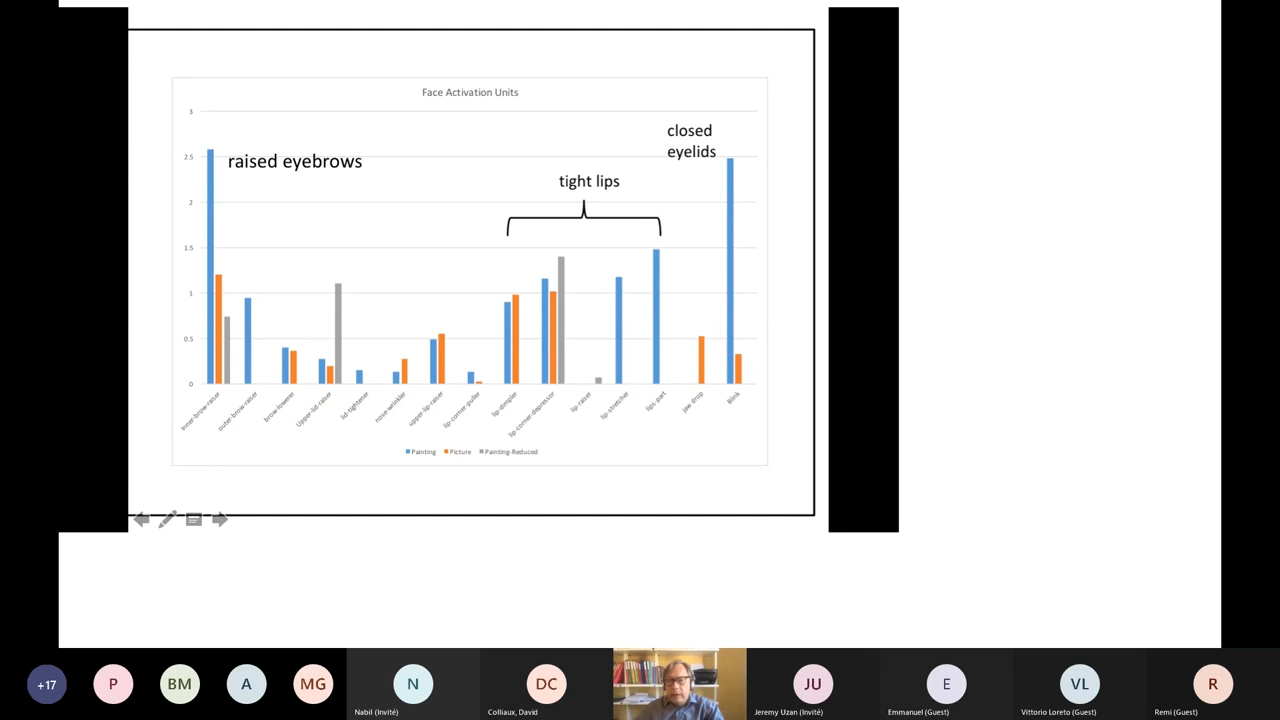 Face Activation Units
3
closed
eyelids
2.5
raised eyebrows
tight lips
2
1.5
1
0.5
0
Inner-brow-raiser
outer-brow-raiser
brow-lowerer
Upper-lid-raiser
lid-tightener
nose-wrinkler
upper-lip-raiser
lip-corner-puller
lip-dimpler
lip-corner-depressor
lip-raiser
lip-stretcher
lips-part
jaw drop
Blink
Painting Picture Painting-Reduced
+17 P BM A MG N DC JU E VL R
Nabil (Invité) Colliaux, David Jeremy Uzan (Invité) Emmanuel (Guest) Vittorio Loreto (Guest) Remi (Guest)